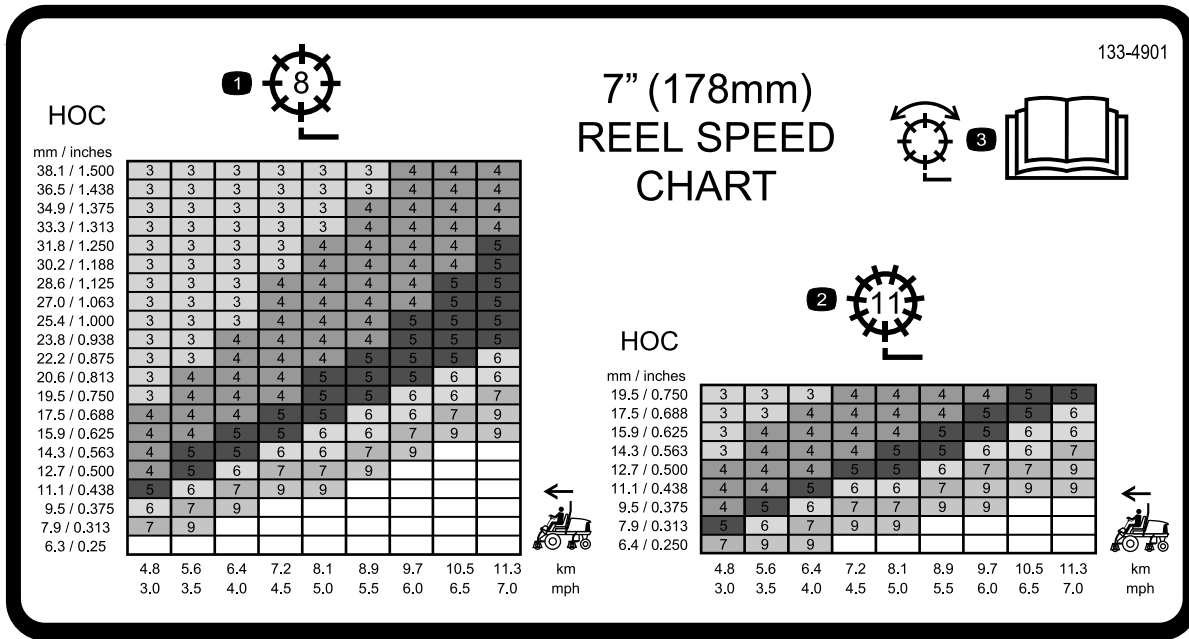 133-4901
7” (178mm)
REEL SPEED
CHART
1
8
3
HOC
mm / inches
38.1 / 1.500 3 3 3 3 3 3 4 4 4
36.5 / 1.438 3 3 3 3 3 3 4 4 4
34.9 / 1.375 3 3 3 3 3 4 4 4 4
33.3 / 1.313 3 3 3 3 3 4 4 4 4
31.8 / 1.250 3 3 3 3 4 4 4 4 5
30.2 / 1.188 3 3 3 3 4 4 4 4 5
28.6 / 1.125 3 3 3 4 4 4 4 5 5
27.0 / 1.063 3 3 3 4 4 4 4 5 5
25.4 / 1.000 3 3 3 4 4 4 5 5 5
23.8 / 0.938 3 3 4 4 4 4 5 5 5
22.2 / 0.875 3 3 4 4 4 5 5 5 6
20.6 / 0.813 3 4 4 4 5 5 5 6 6
19.5 / 0.750 3 4 4 4 5 5 6 6 7
17.5 / 0.688 4 4 4 5 5 6 6 7 9
15.9 / 0.625 4 4 5 5 6 6 7 9 9
14.3 / 0.563 4 5 5 6 6 7 9
12.7 / 0.500 4 5 6 7 7 9
11.1 / 0.438 5 6 7 9 9
9.5 / 0.375 6 7 9
7.9 / 0.313 7 9
6.3 / 0.25
4.8 5.6 6.4 7.2 8.1 8.9 9.7 10.5 11.3 km
3.0 3.5 4.0 4.5 5.0 5.5 6.0 6.5 7.0 mph
2
11
HOC
mm / inches
19.5 / 0.750 3 3 3 4 4 4 4 5 5
17.5 / 0.688 3 3 4 4 4 4 5 5 6
15.9 / 0.625 3 4 4 4 4 5 5 6 6
14.3 / 0.563 3 4 4 4 5 5 6 6 7
12.7 / 0.500 4 4 4 5 5 6 7 7 9
11.1 / 0.438 4 4 5 6 6 7 9 9 9
9.5 / 0.375 4 5 6 7 7 9 9
7.9 / 0.313 5 6 7 9 9
6.4 / 0.250 7 9 9
4.8 5.6 6.4 7.2 8.1 8.9 9.7 10.5 11.3 km
3.0 3.5 4.0 4.5 5.0 5.5 6.0 6.5 7.0 mph